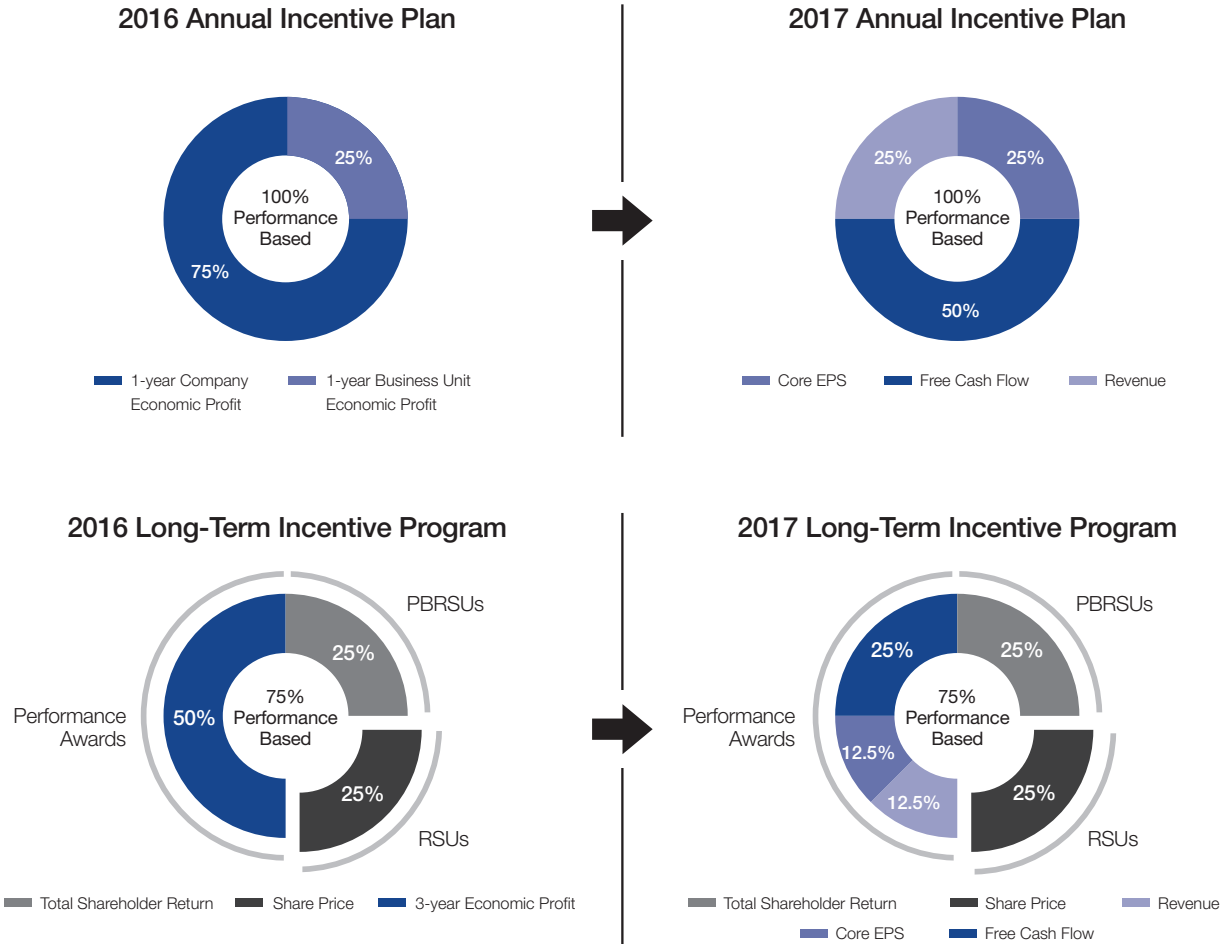 2016 Annual Incentive Plan
25%
100%
Performance
Based
75%
1-year Company
Economic Profit
1-year Business Unit
Economic Profit
2017 Annual Incentive Plan
25%
25%
100%
Performance
Based
50%
Core EPS
Free Cash Flow
Revenue
2016 Long-Term Incentive Program
PBRSUs
25%
75%
Performance
Based
50%
Performance
Awards
25%
RSUs
Total Shareholder Return
Share Price
3-year Economic Profit
2017 Long-Term Incentive Program
PBRSUs
25%
25%
75%
Performance
Based
Performance
Awards
12.5%
12.5%
25%
RSUs
Total Shareholder Return
Share Price
Revenue
Core EPS
Free Cash Flow